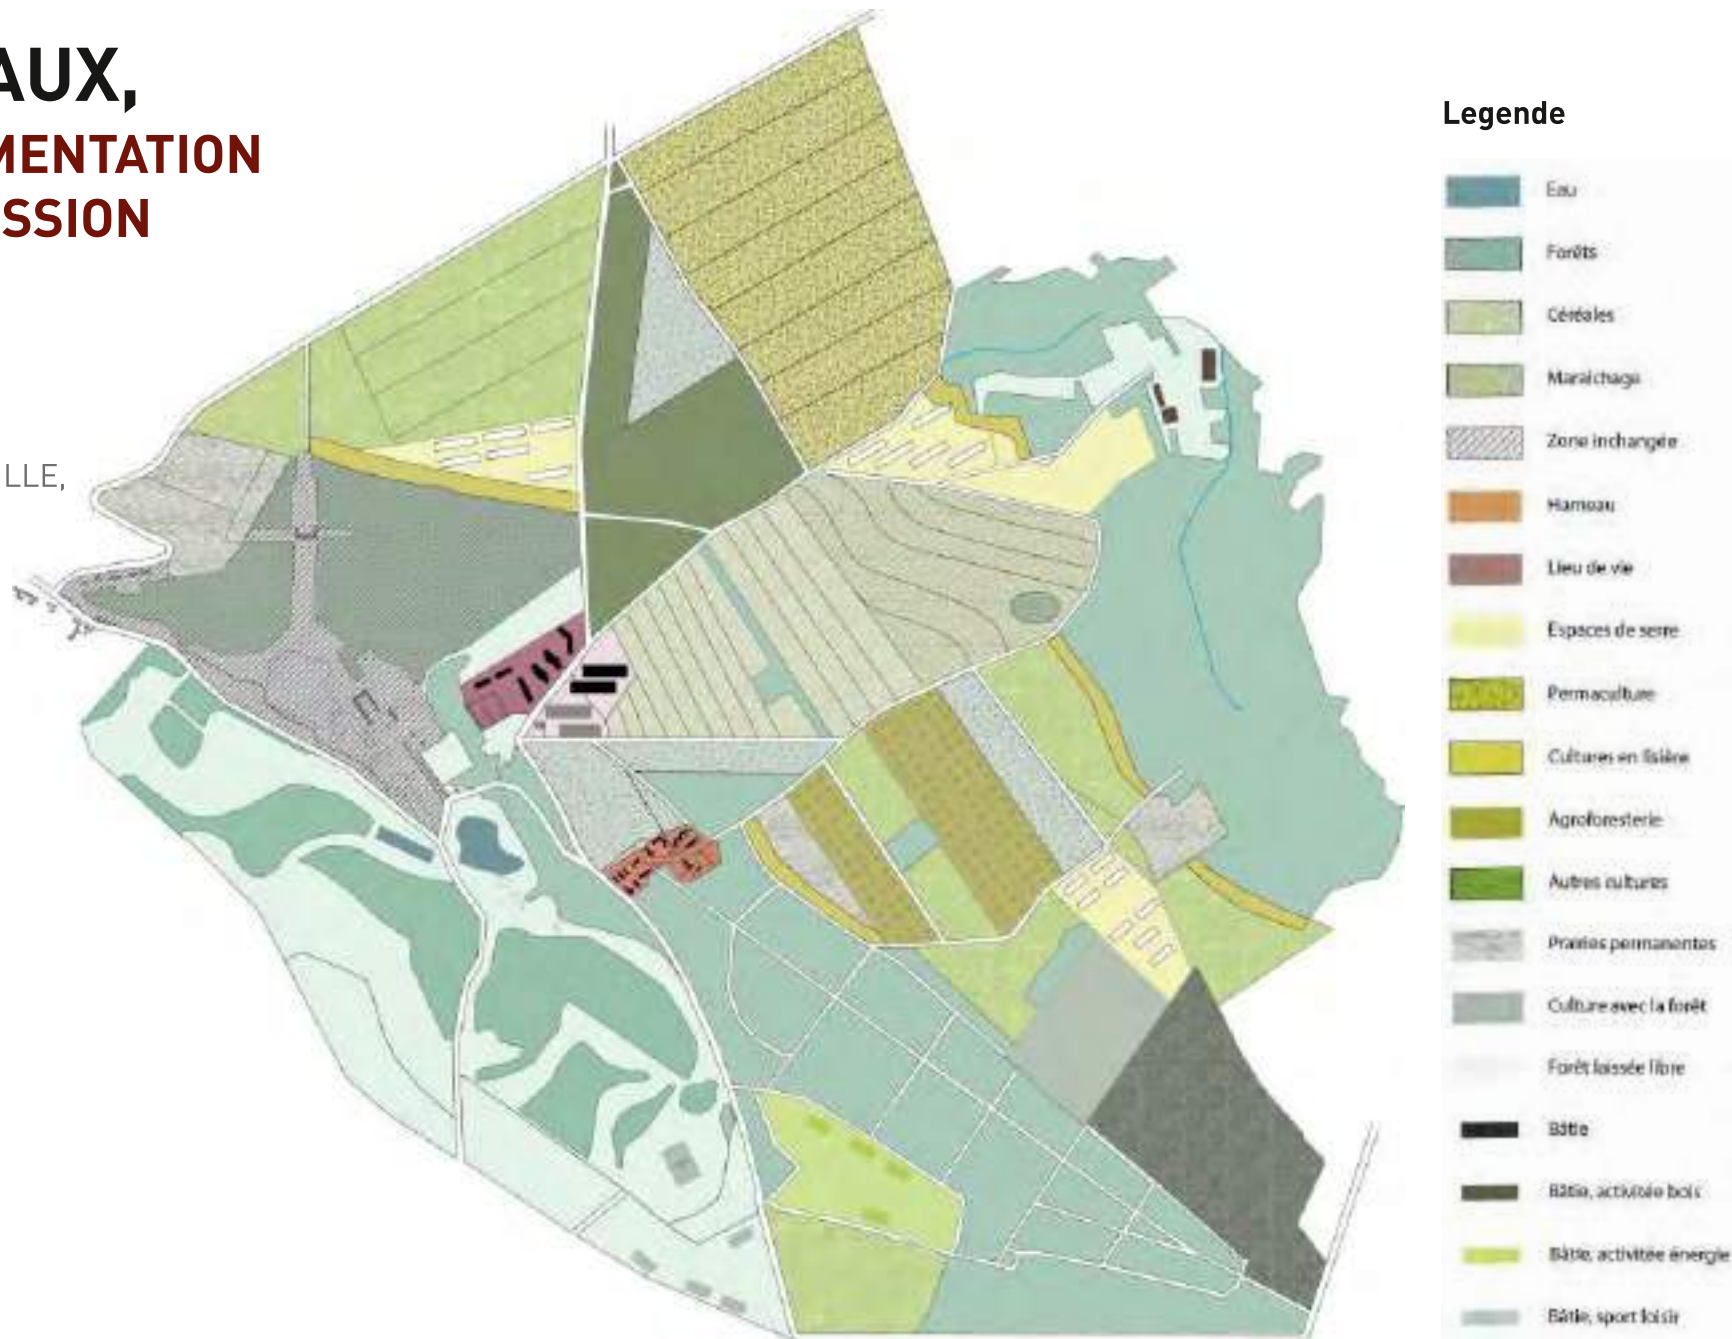 AUX,
MENTATION
SSION
LLE,
Legende
Eau
Forêts
Céréales
Maraîchage
Zone inchangée
Hameau
Lieu de vie
Espaces de serre
Permaculture
Cultures en lisière
Agroforesterie
Autres cultures
Prairies permanentes
Culture avec la forêt
Forêt laissée libre
Bâtie
Bâtie, activitée bois
Bâtie, activitée énergie
Bâtie, sport loisir